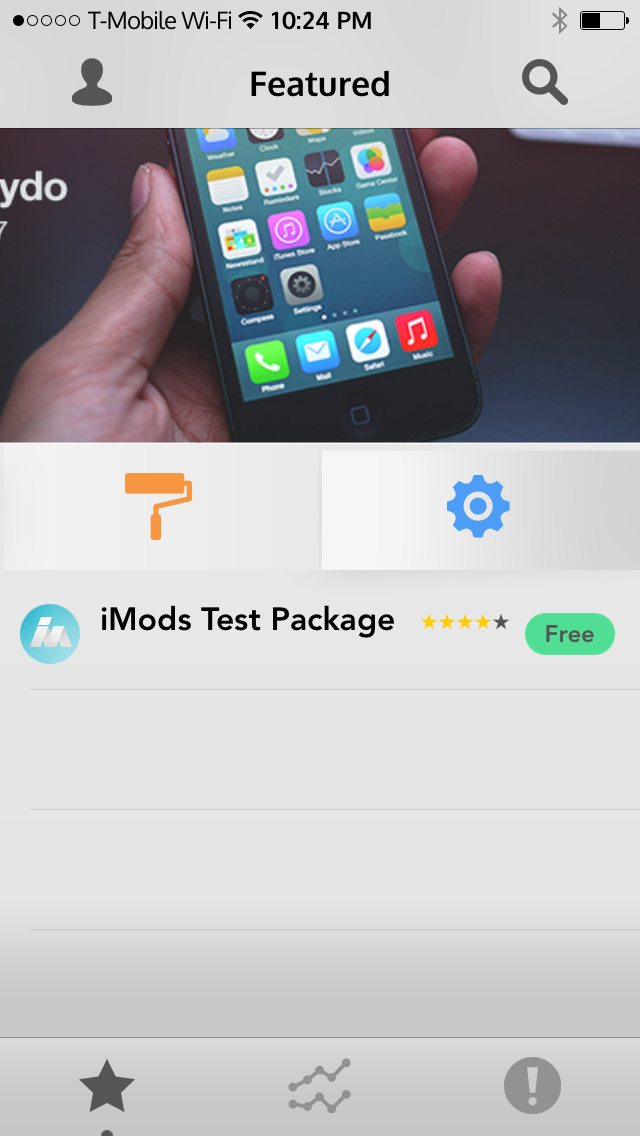 T-Mobile Wi-Fi 10:24 PM
Featured
ydo
7
Weather Clock Maps Videos
Notes Reminders Stocks Game Center
Newsstand iTunes Store App Store Passbook
Compass Settings
Phone Mail Safari Music
iMods Test Package
Free